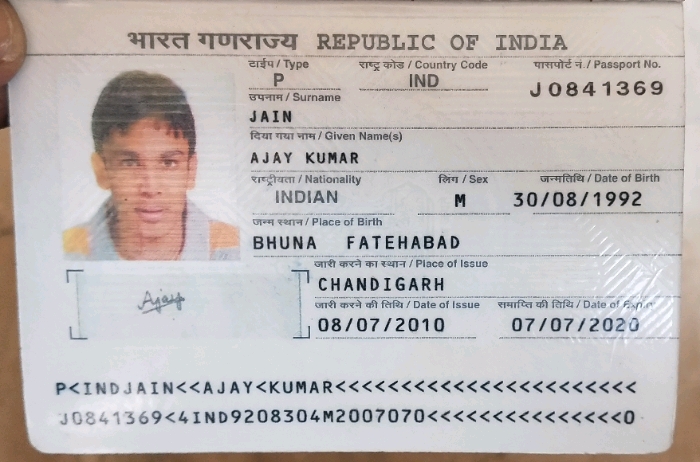 भारत गणराज्य REPUBLIC OF INDIA
टाईप / Type राष्ट्र कोड / Country Code पासपोर्ट नं. / Passport No.
P IND J0841369
उपनाम / Surname
JAIN
दिया गया नाम / Given Name(s)
AJAY KUMAR
राष्ट्रीयता / Nationality लिंग / Sex जन्मतिथि / Date of Birth
INDIAN M 30/08/1992
जन्म स्थान / Place of Birth
BHUNA FATEHABAD
जारी करने का स्थान / Place of Issue
CHANDIGARH
जारी करने की तिथि / Date of Issue समाप्ति की तिथि / Date of Expiry
08/07/2010 07/07/2020
Ajay
P<INDJAIN<<AJAY<KUMAR<<<<<<<<<<<<<<<<<<<<<<<
J0841369<4IND9208304M2007070<<<<<<<<<<<<<<<0